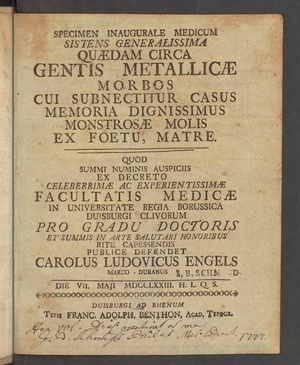 SPECIMEN INAUGURALE MEDICUM
SISTENS GENERALISSIMA
QUÆDAM CIRCA
GENTIS METALLICÆ
MORBOS
CUI SUBNECTITUR CASUS
MEMORIA DIGNISSIMUS
MONSTROSÆ MOLIS
EX FOETU, MATRE.
QUOD
SUMMI NUMINIS AUSPICIIS
EX DECRETO
CELEBERRIMÆ AC EXPERIENTISSIMÆ
FACULTATIS MEDICÆ
IN UNIVERSITATE REGIA BORUSSICA
DUISBURGI CLIVORUM
PRO GRADU DOCTORIS
ET SUMMIS IN ARTE SALUTARI HONORIBUS
RITE CAPESSENDIS
PUBLICE DEFENDET
CAROLUS LUDOVICUS ENGELS
MARCO-DURANUS
DIE VII. MAJI MDCCLXXIII. H. L. Q. S.
DUISBURGI AD RHENUM
TYPIS FRANC. ADOLPH. BENTHON, ACAD. TYPOGR.
1777.